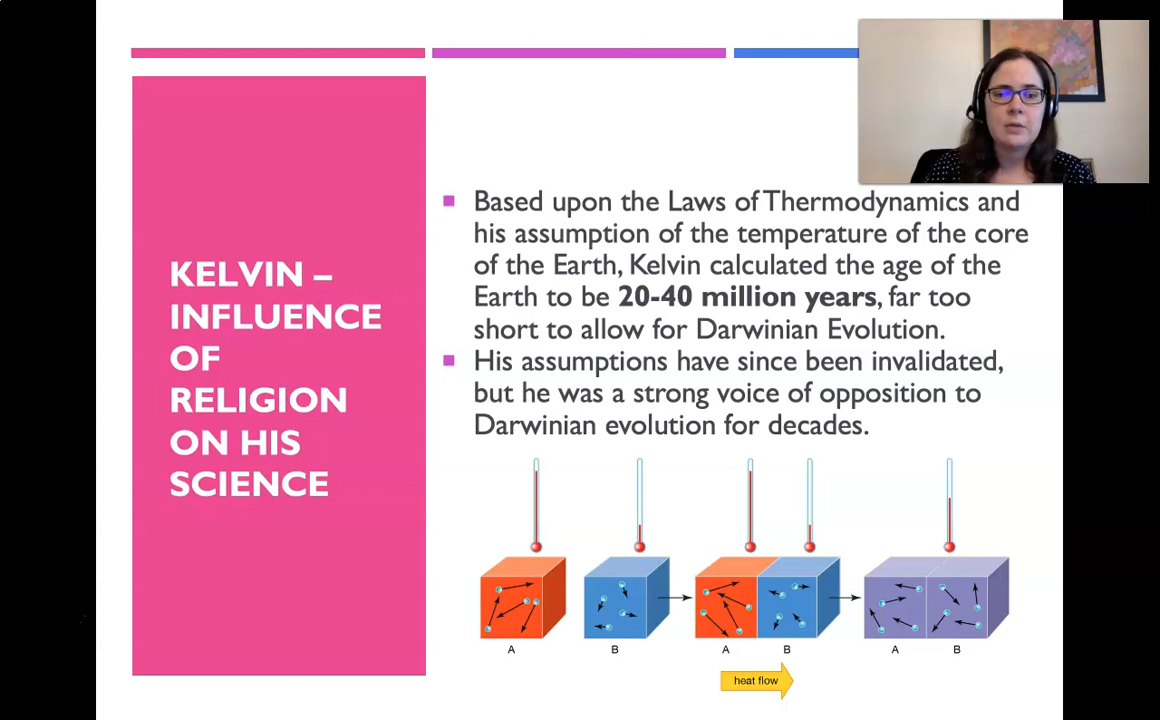 KELVIN –
INFLUENCE
OF
RELIGION
ON HIS
SCIENCE
Based upon the Laws of Thermodynamics and
his assumption of the temperature of the core
of the Earth, Kelvin calculated the age of the
Earth to be 20-40 million years, far too
short to allow for Darwinian Evolution.
His assumptions have since been invalidated,
but he was a strong voice of opposition to
Darwinian evolution for decades.
A B A B A B
heat flow